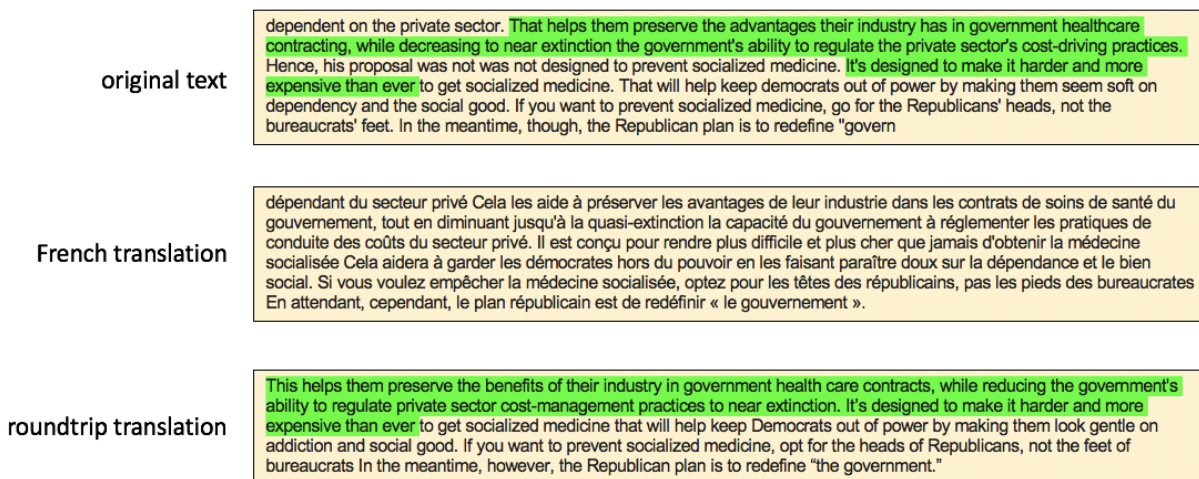 original text
dependent on the private sector. That helps them preserve the advantages their industry has in government healthcare
contracting, while decreasing to near extinction the government's ability to regulate the private sector's cost-driving practices.
Hence, his proposal was not was not designed to prevent socialized medicine. It's designed to make it harder and more
expensive than ever to get socialized medicine. That will help keep democrats out of power by making them seem soft on
dependency and the social good. If you want to prevent socialized medicine, go for the Republicans' heads, not the
bureaucrats' feet. In the meantime, though, the Republican plan is to redefine "govern
French translation
dépendant du secteur privé Cela les aide à préserver les avantages de leur industrie dans les contrats de soins de santé du
gouvernement, tout en diminuant jusqu'à la quasi-extinction la capacité du gouvernement à réglementer les pratiques de
conduite des coûts du secteur privé. Il est conçu pour rendre plus difficile et plus cher que jamais d'obtenir la médecine
socialisée Cela aidera à garder les démocrates hors du pouvoir en les faisant paraître doux sur la dépendance et le bien
social. Si vous voulez empêcher la médecine socialisée, optez pour les têtes des républicains, pas les pieds des bureaucrates
En attendant, cependant, le plan républicain est de redéfinir « le gouvernement ».
roundtrip translation
This helps them preserve the benefits of their industry in government health care contracts, while reducing the government's
ability to regulate private sector cost-management practices to near extinction. It's designed to make it harder and more
expensive than ever to get socialized medicine that will help keep Democrats out of power by making them look gentle on
addiction and social good. If you want to prevent socialized medicine, opt for the heads of Republicans, not the feet of
bureaucrats In the meantime, however, the Republican plan is to redefine “the government.”